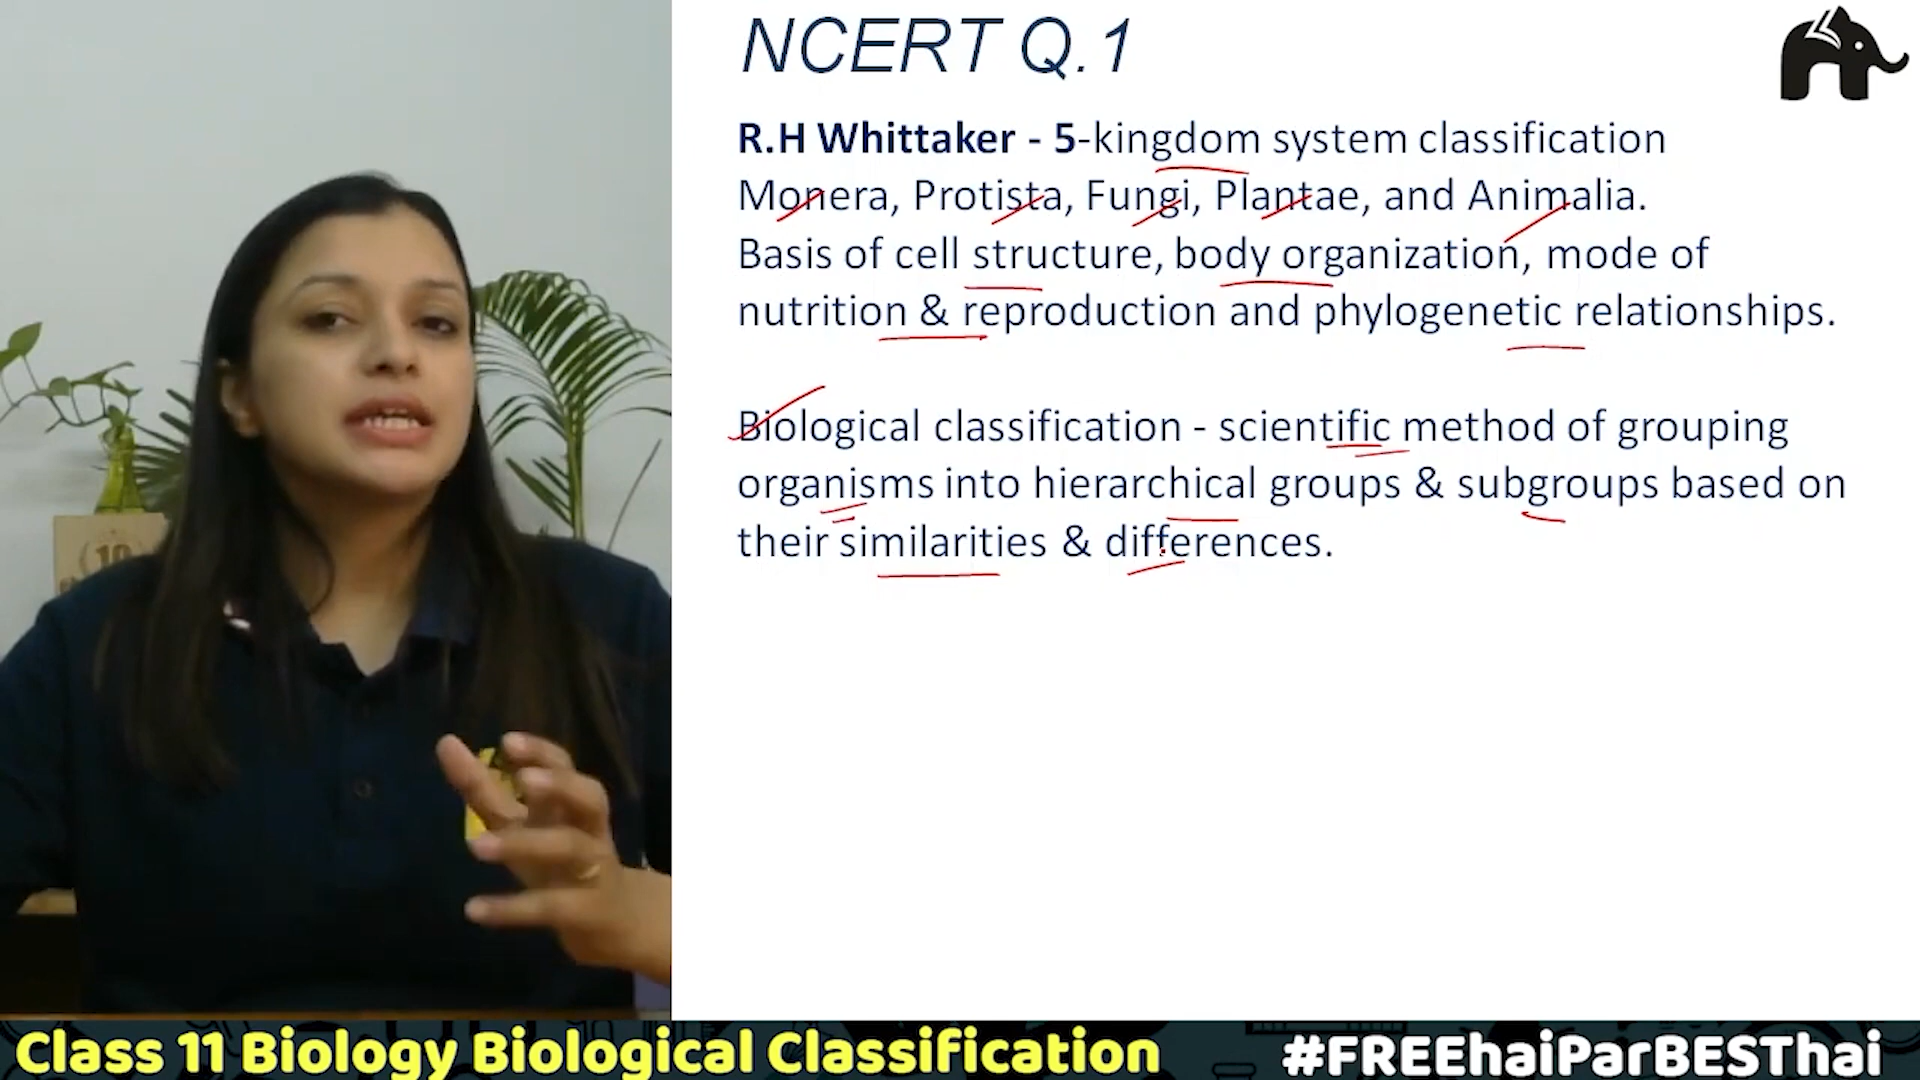 NCERT Q.1
R.H Whittaker - 5-kingdom system classification
Monera, Protista, Fungi, Plantae, and Animalia.
Basis of cell structure, body organization, mode of
nutrition & reproduction and phylogenetic relationships.
Biological classification - scientific method of grouping
organisms into hierarchical groups & subgroups based on
their similarities & differences.
Class 11 Biology Biological Classification
#FREEhaiParBESThai